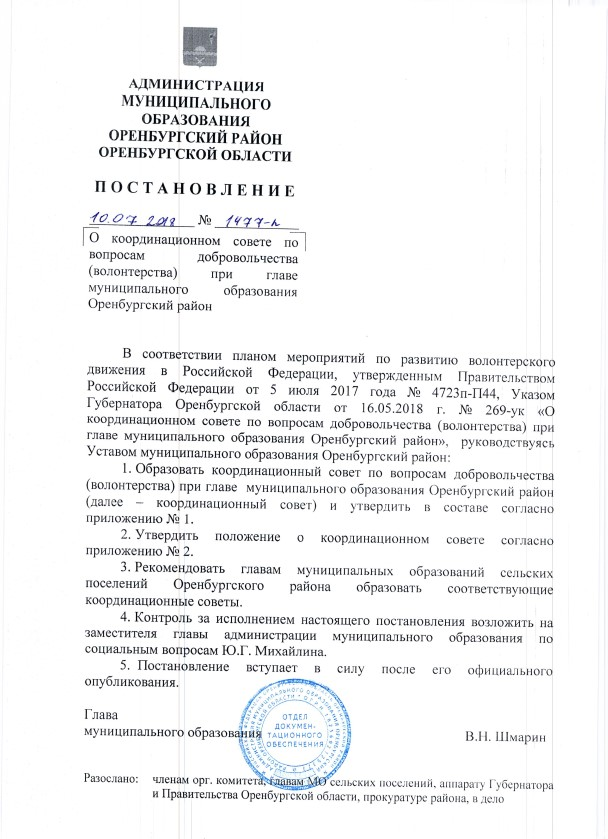 АДМИНИСТРАЦИЯ
МУНИЦИПАЛЬНОГО
ОБРАЗОВАНИЯ
ОРЕНБУРГСКИЙ РАЙОН
ОРЕНБУРГСКОЙ ОБЛАСТИ
П О С Т А Н О В Л Е Н И Е
10.07 2018 № 1477-п
О координационном совете по
вопросам добровольчества
(волонтерства) при главе
муниципального образования
Оренбургский район
В соответствии планом мероприятий по развитию волонтерского
движения в Российской Федерации, утвержденным Правительством
Российской Федерации от 5 июля 2017 года № 4723п-П44, Указом
Губернатора Оренбургской области от 16.05.2018 г. № 269-ук «О
координационном совете по вопросам добровольчества (волонтерства) при
главе муниципального образования Оренбургский район», руководствуясь
Уставом муниципального образования Оренбургский район:
1. Образовать координационный совет по вопросам добровольчества
(волонтерства) при главе муниципального образования Оренбургский район
(далее – координационный совет) и утвердить в составе согласно
приложению № 1.
2. Утвердить положение о координационном совете согласно
приложению № 2.
3. Рекомендовать главам муниципальных образований сельских
поселений Оренбургского района образовать соответствующие
координационные советы.
4. Контроль за исполнением настоящего постановления возложить на
заместителя главы администрации муниципального образования по
социальным вопросам Ю.Г. Михайлина.
5. Постановление вступает в силу после его официального
опубликования.
Глава
муниципального образования В.Н. Шмарин
ОТДЕЛ
ДОКУМЕН-
ТАЦИОННОГО
ОБЕСПЕЧЕНИЯ
Разослано: членам орг. комитета, главам МО сельских поселений, аппарату Губернатора
и Правительства Оренбургской области, прокуратуре района, в дело